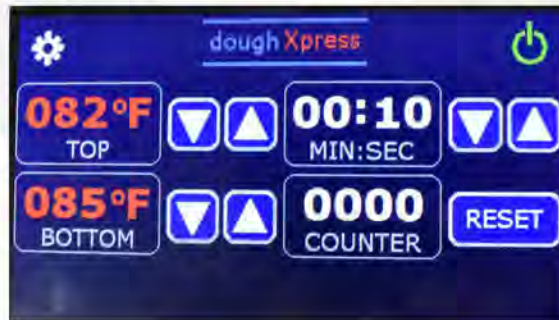 dough Xpress
082°F 00:10
TOP MIN:SEC
085°F 0000 RESET
BOTTOM COUNTER